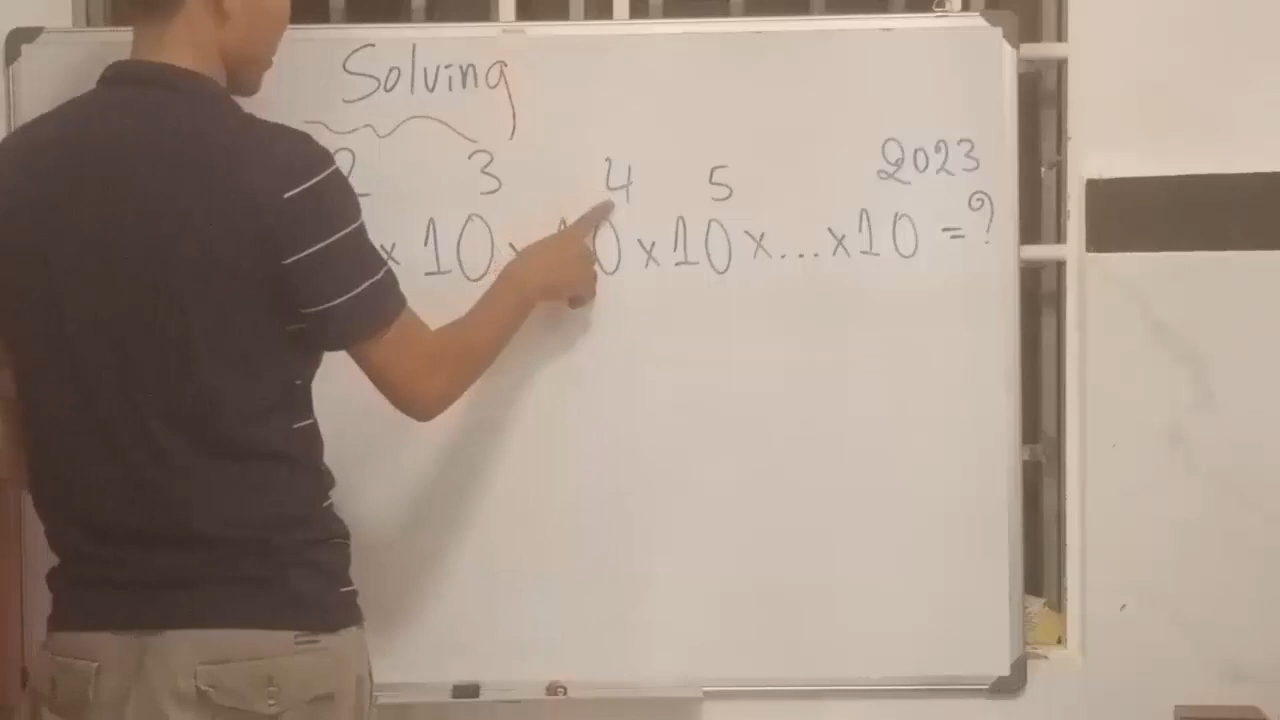 Solving
2 3 4 5 2023
× 10 × 10 × 10 × ... × 10 = ?